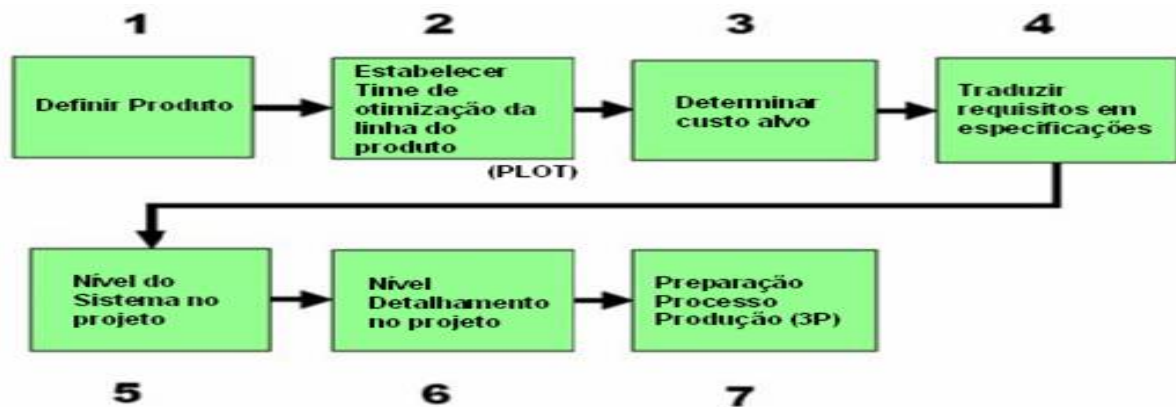 1
2
3
4
Definir Produto
Estabelecer
Time de
otimização da
linha do
produto
(PLOT)
Determinar
custo alvo
Traduzir
requisitos em
especificações
Nível do
Sistema no
projeto
Nível
Detalhamento
no projeto
Preparação
Processo
Produção (3P)
5
6
7